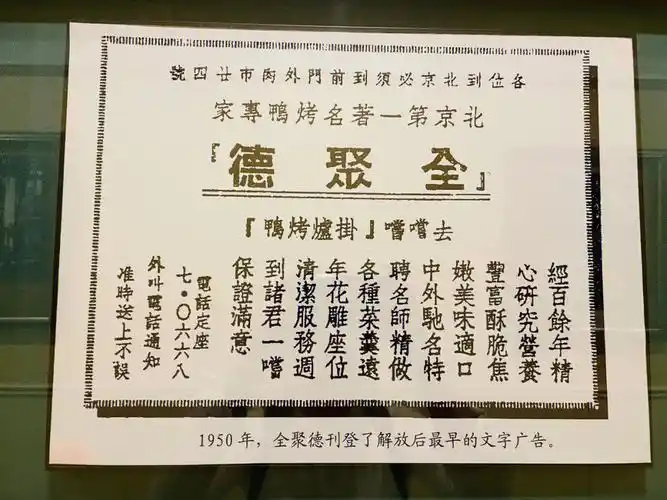 各位到北京必須到前門外肉市廿四號
北京第一著名烤鴨專家
『全聚德』
去嚐嚐『掛爐烤鴨』
經百餘年精
心研究營養
豐富酥脆焦
嫩美味適口
中外馳名特
聘名師精做
各種菜羹遠
年花雕座位
清潔服務週
到諸君一嚐
保證滿意
電話定座
七·〇六六八
外叫電話通知
准時送上不誤
1950年，全聚德刊登了解放后最早的文字广告。